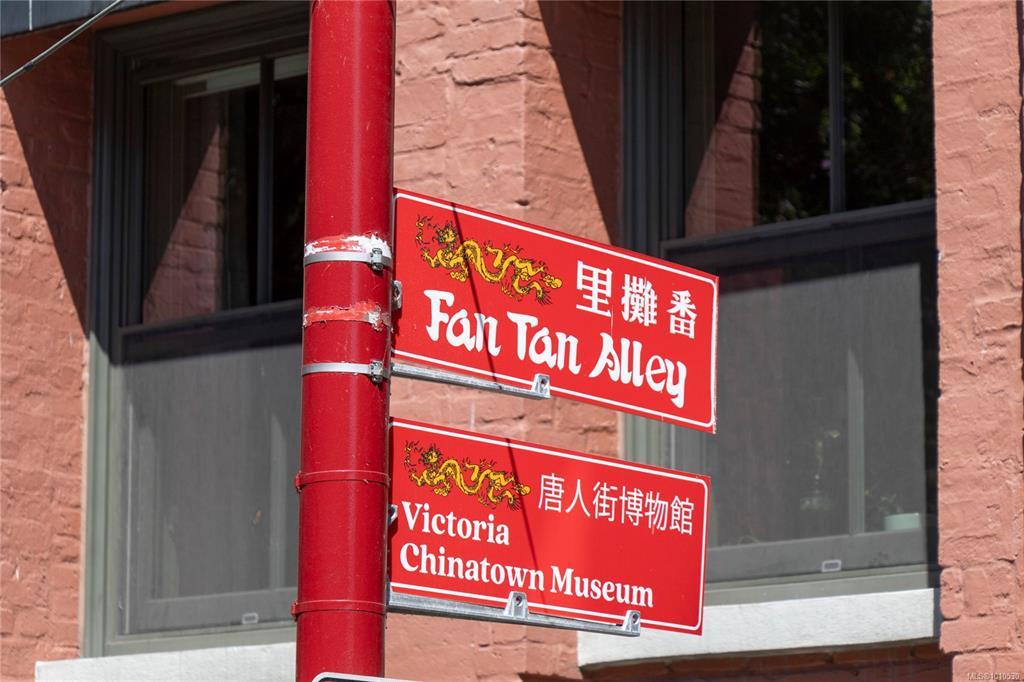 里攤番
Fan Tan Alley
唐人街博物館
Victoria
Chinatown Museum